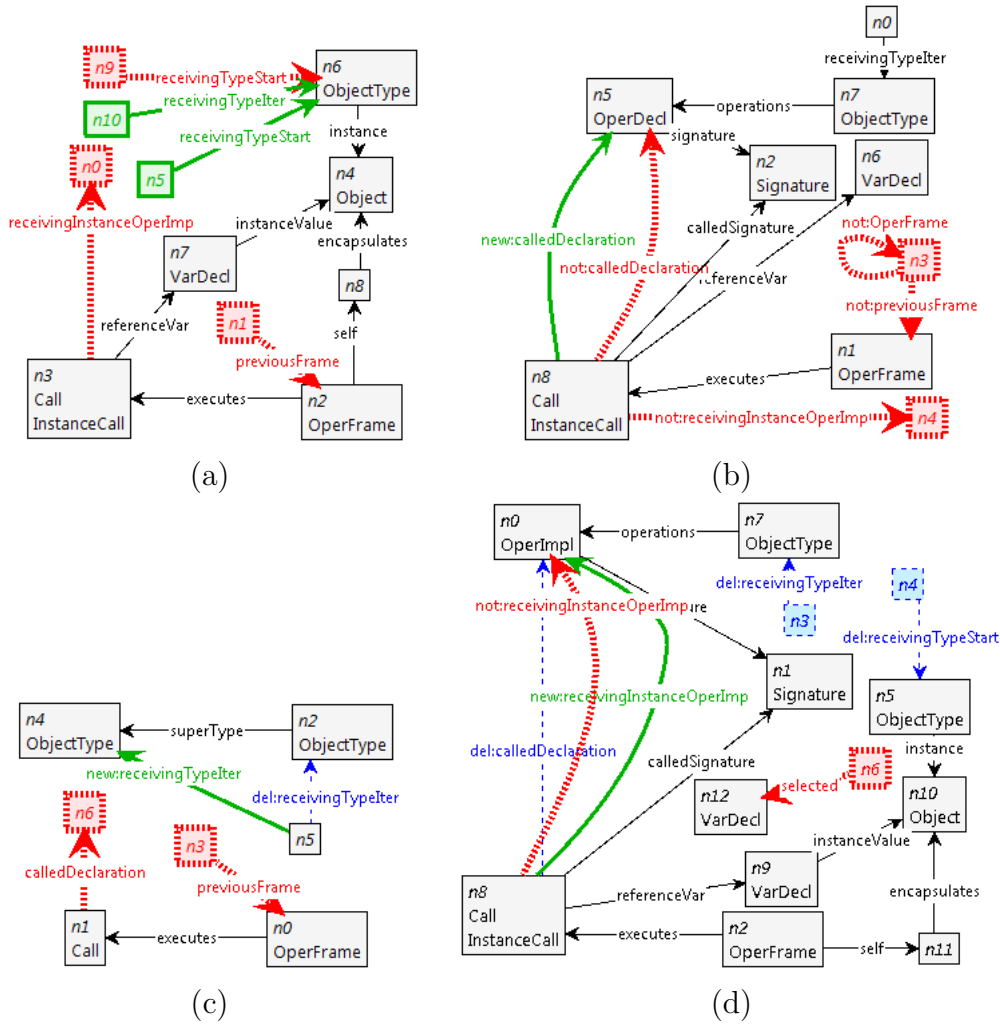 n9
receivingTypeStart
n6
ObjectType
n10
receivingTypeIter
receivingTypeStart
n5
instance
n0
n4
Object
receivingInstanceOperImp
instanceValue
encapsulates
n7
VarDecl
n8
n1
referenceVar
self
previousFrame
n3
Call
InstanceCall
executes
n2
OperFrame
(a)
n0
receivingTypeIter
n5
OperDecl
operations
n7
ObjectType
signature
n2
Signature
n6
VarDecl
not:OperFrame
new:calledDeclaration
calledSignature
n3
not:calledDeclaration
referenceVar
not:previousFrame
n1
OperFrame
n8
Call
InstanceCall
executes
not:receivingInstanceOperImp
n4
(b)
n4
ObjectType
superType
n2
ObjectType
new:receivingTypeIter
del:receivingTypeIter
n6
n5
n3
calledDeclaration
previousFrame
n1
Call
executes
n0
OperFrame
(c)
n0
OperImpl
operations
n7
ObjectType
del:receivingTypeIter
n4
not:receivingInstanceOperImp
ure
n3
del:receivingTypeStart
n1
Signature
n5
ObjectType
new:receivingInstanceOperImp
del:calledDeclaration
calledSignature
instance
n6
selected
n12
VarDecl
n10
Object
instanceValue
n9
VarDecl
referenceVar
encapsulates
n8
Call
InstanceCall
executes
n2
OperFrame
self
n11
(d)